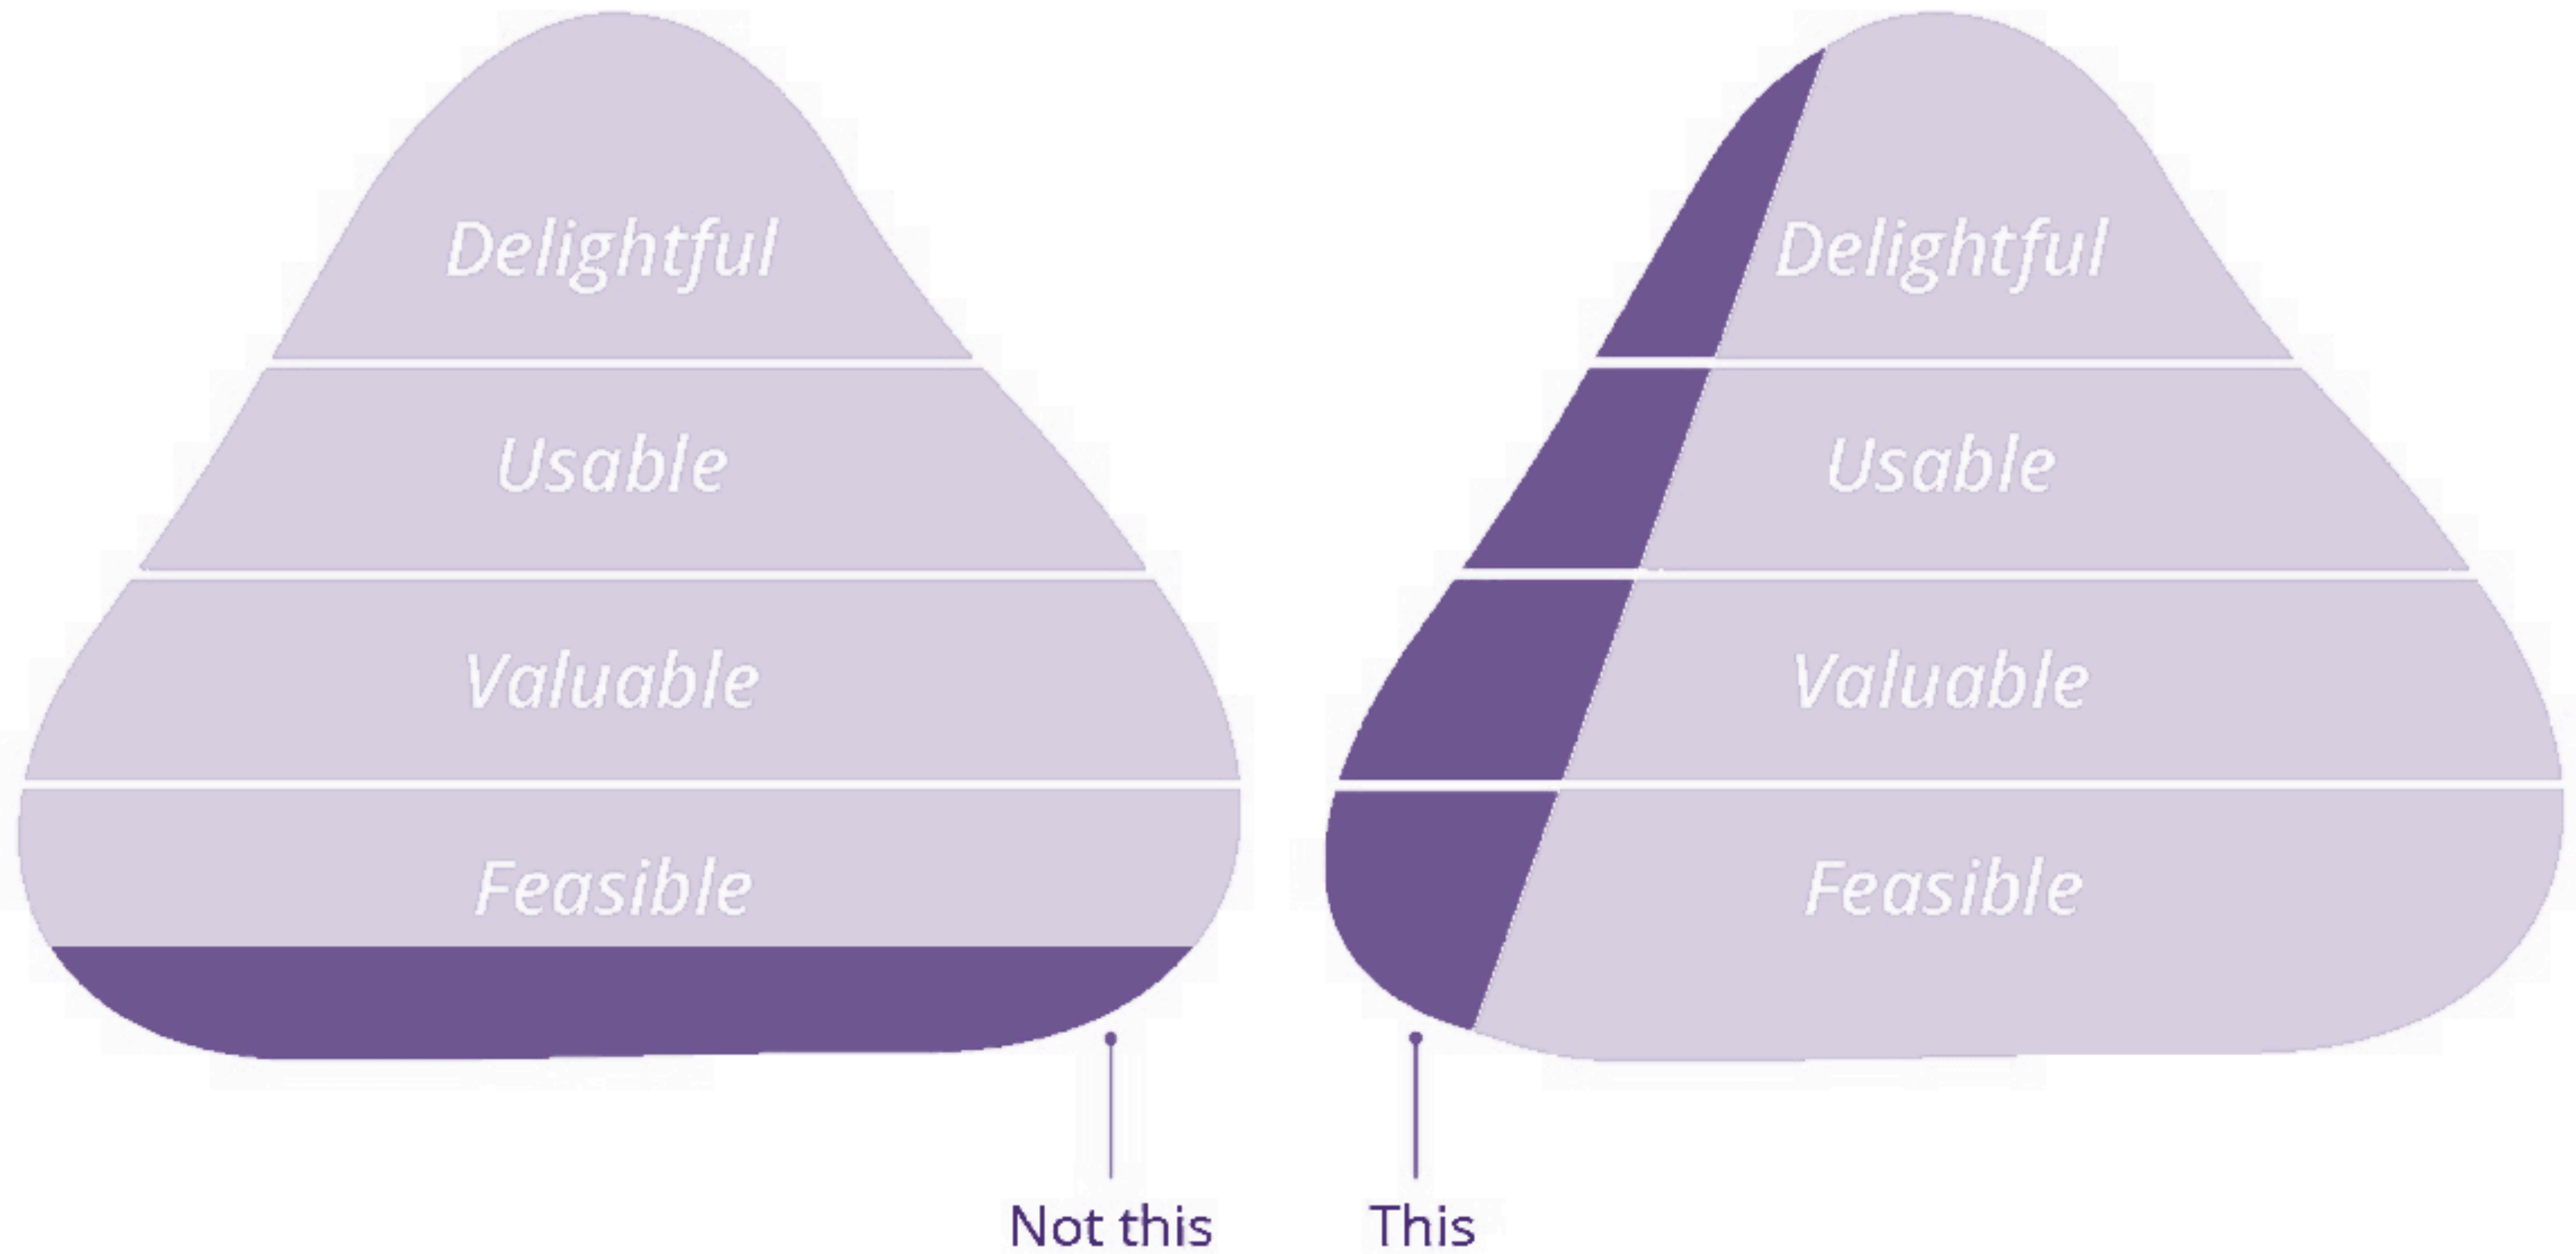 Delightful
Usable
Valuable
Feasible
Not this
Delightful
Usable
Valuable
Feasible
This